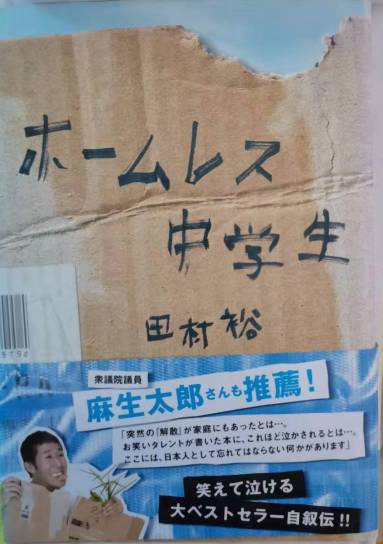 ホームレス
中学生
田村裕
衆議院議員
麻生太郎さんも推薦！
「突然の「解散」が家庭にもあったとは…。
お笑いタレントが書いた本に、これほど泣かされるとは…。
ここには、日本人として忘れてはならない何かがあります」
笑えて泣ける
大ベストセラー自叙伝!!